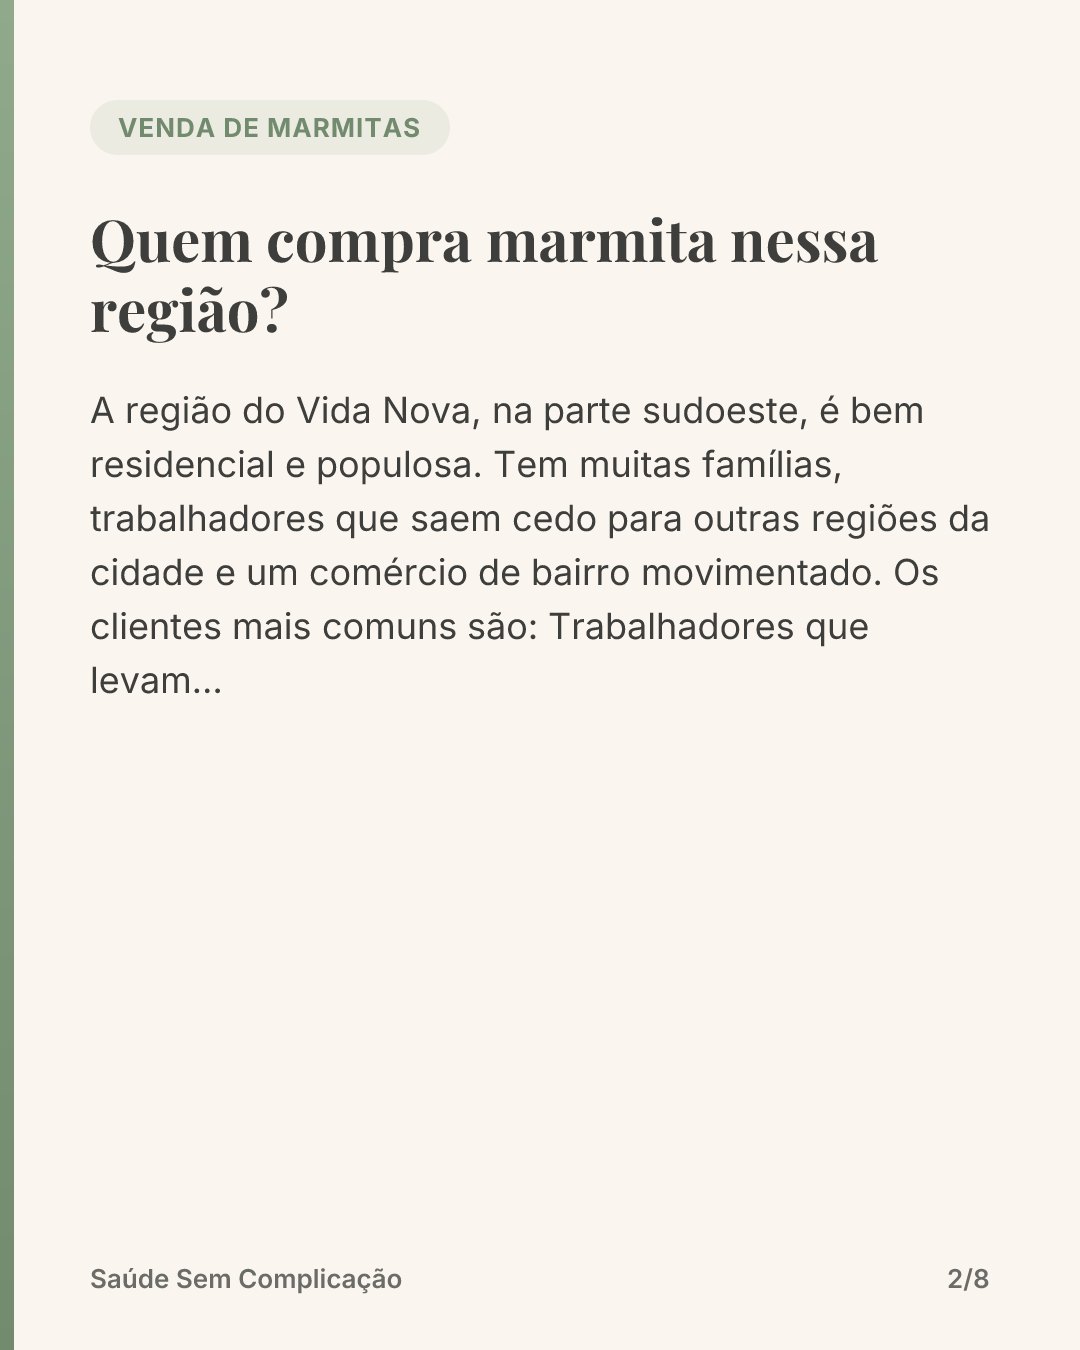 VENDA DE MARMITAS
Quem compra marmita nessa
região?
A região do Vida Nova, na parte sudoeste, é bem
residencial e populosa. Tem muitas famílias,
trabalhadores que saem cedo para outras regiões da
cidade e um comércio de bairro movimentado. Os
clientes mais comuns são: Trabalhadores que
levam...
Saúde Sem Complicação
2/8